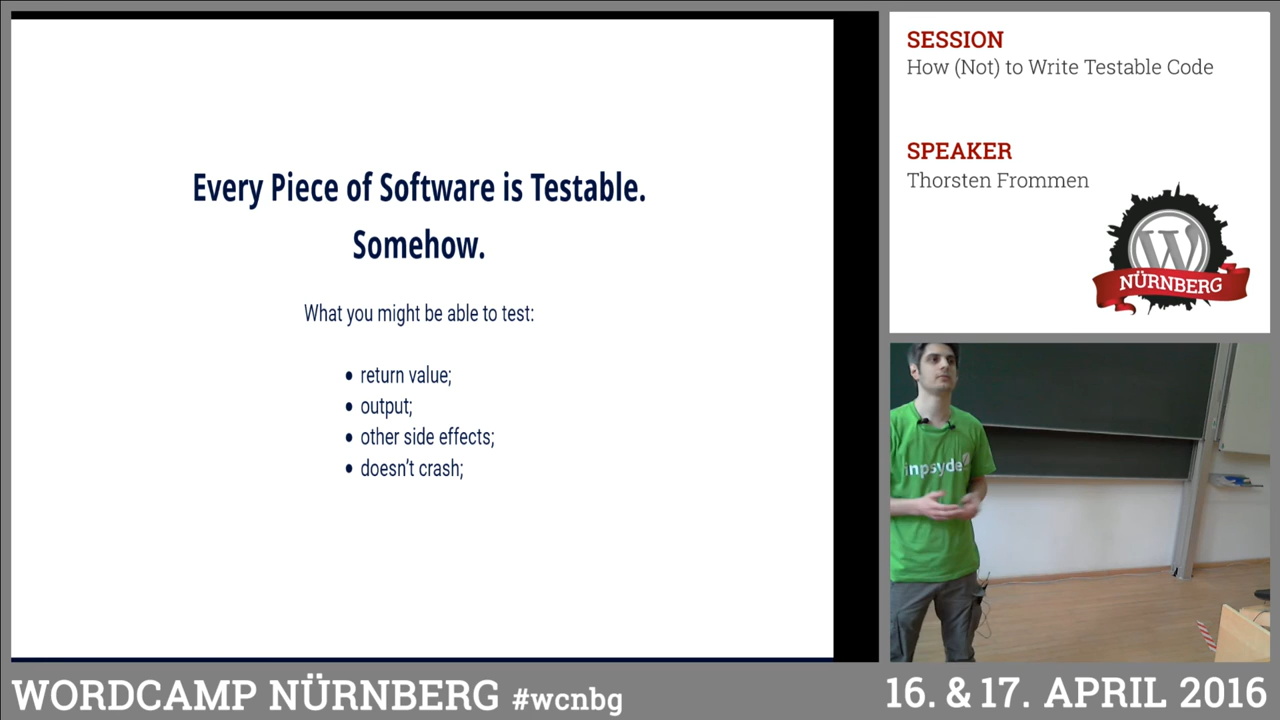 Every Piece of Software is Testable.
Somehow.
What you might be able to test:
• return value;
• output;
• other side effects;
• doesn't crash;
SESSION
How (Not) to Write Testable Code
SPEAKER
Thorsten Frommen
W
NÜRNBERG
inpsyde
WORDCAMP NÜRNBERG #wcnbg
16. & 17. APRIL 2016